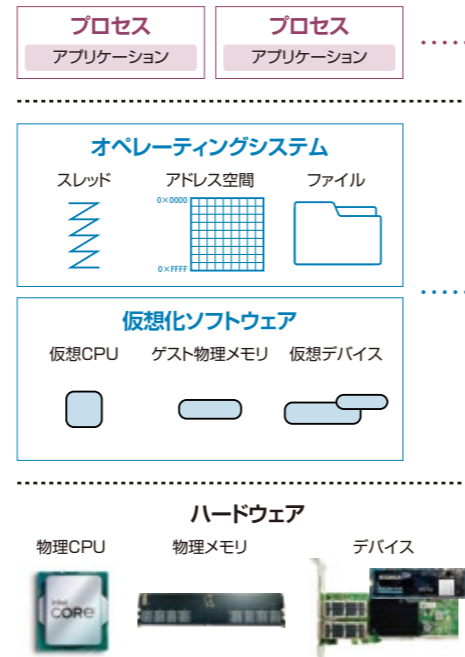 プロセス
プロセス
アプリケーション
アプリケーション
オペレーティングシステム
スレッド
アドレス空間
ファイル
0×0000
0×FFFF
仮想化ソフトウェア
仮想CPU
ゲスト物理メモリ
仮想デバイス
ハードウェア
物理CPU
物理メモリ
デバイス
intel
CORE